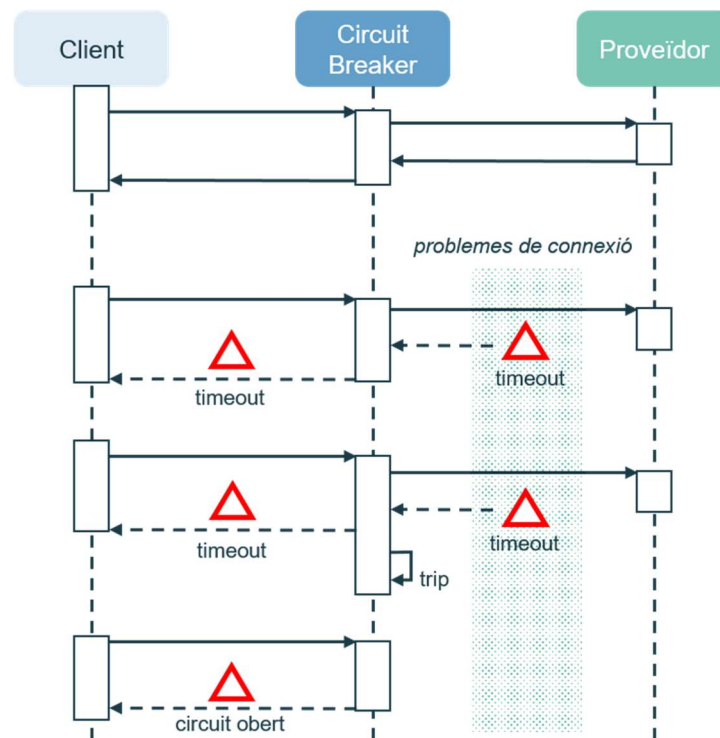 Client
Circuit
Breaker
Proveïdor
problemes de connexió
timeout
timeout
timeout
timeout
trip
circuit obert